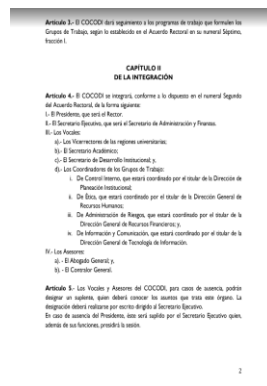 Artículo 3.- El COCODI dará seguimiento a los programas de trabajo que formulen los
Grupos de Trabajo, según lo establecido en el Acuerdo Rectoral en su numeral Séptimo,
fracción I.
CAPÍTULO II
DE LA INTEGRACIÓN
Artículo 4.- El COCODI se integrará, conforme a lo dispuesto en el numeral Segundo
del Acuerdo Rectoral, de la forma siguiente:
I.- El Presidente, que será el Rector.
II.- El Secretario Ejecutivo, que será el Secretario de Administración y Finanzas.
III.- Los Vocales:
a).- Los Vicerrectores de las regiones universitarias;
b).- El Secretario Académico;
c).- El Secretario de Desarrollo Institucional; y,
d).- Los Coordinadores de los Grupos de Trabajo:
i. De Control Interno, que estará coordinado por el titular de la Dirección de
Planeación Institucional;
ii. De Ética, que estará coordinado por el titular de la Dirección General de
Recursos Humanos;
iii. De Administración de Riesgos, que estará coordinado por el titular de la
Dirección General de Recursos Financieros; y,
iv. De Información y Comunicación, que estará coordinado por el titular de la
Dirección General de Tecnología de Información.
IV.- Los Asesores:
a). - El Abogado General; y,
b). - El Contralor General.
Artículo 5.- Los Vocales y Asesores del COCODI, para casos de ausencia, podrán
designar un suplente, quien deberá conocer los asuntos que trata este órgano. La
designación deberá realizarse por escrito dirigido al Secretario Ejecutivo.
En caso de ausencia del Presidente, éste será suplido por el Secretario Ejecutivo quien,
además de sus funciones, presidirá la sesión.
2